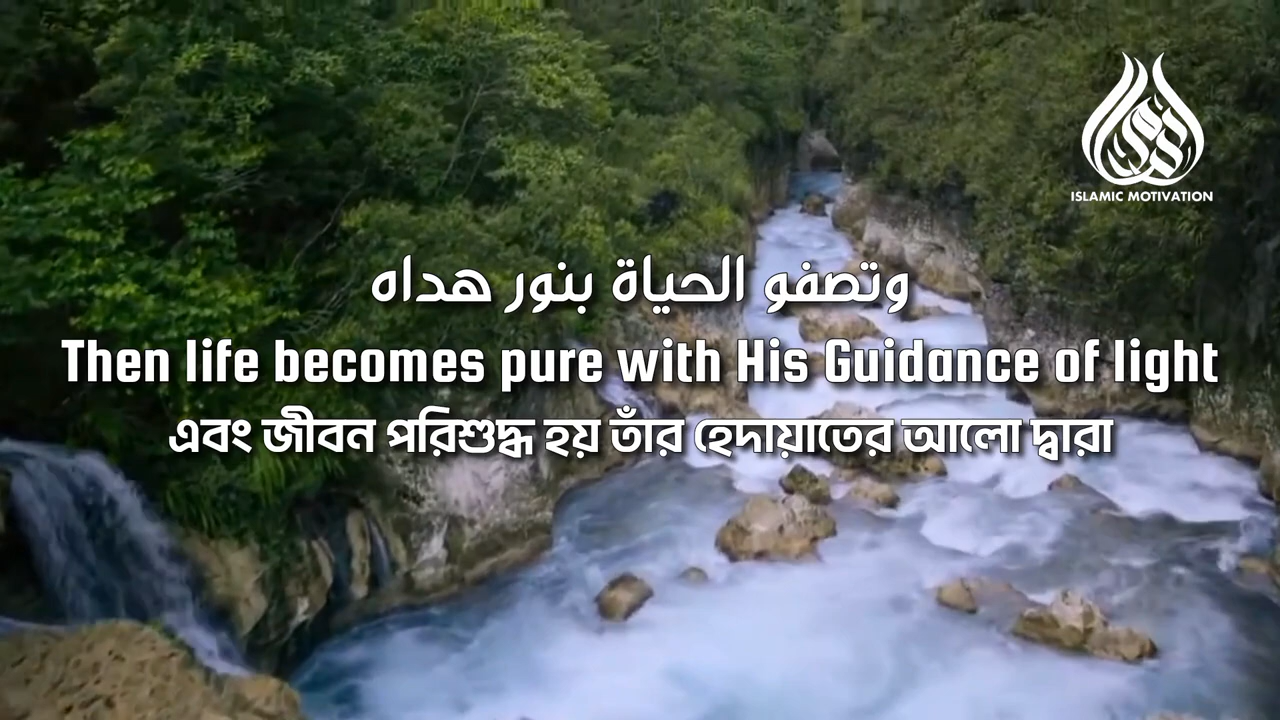 ISLAMIC MOTIVATION
وتصفو الحياة بنور هداه
Then life becomes pure with His Guidance of light
এবং জীবন পরিশুদ্ধ হয় তাঁর হেদায়াতের আলো দ্বারা